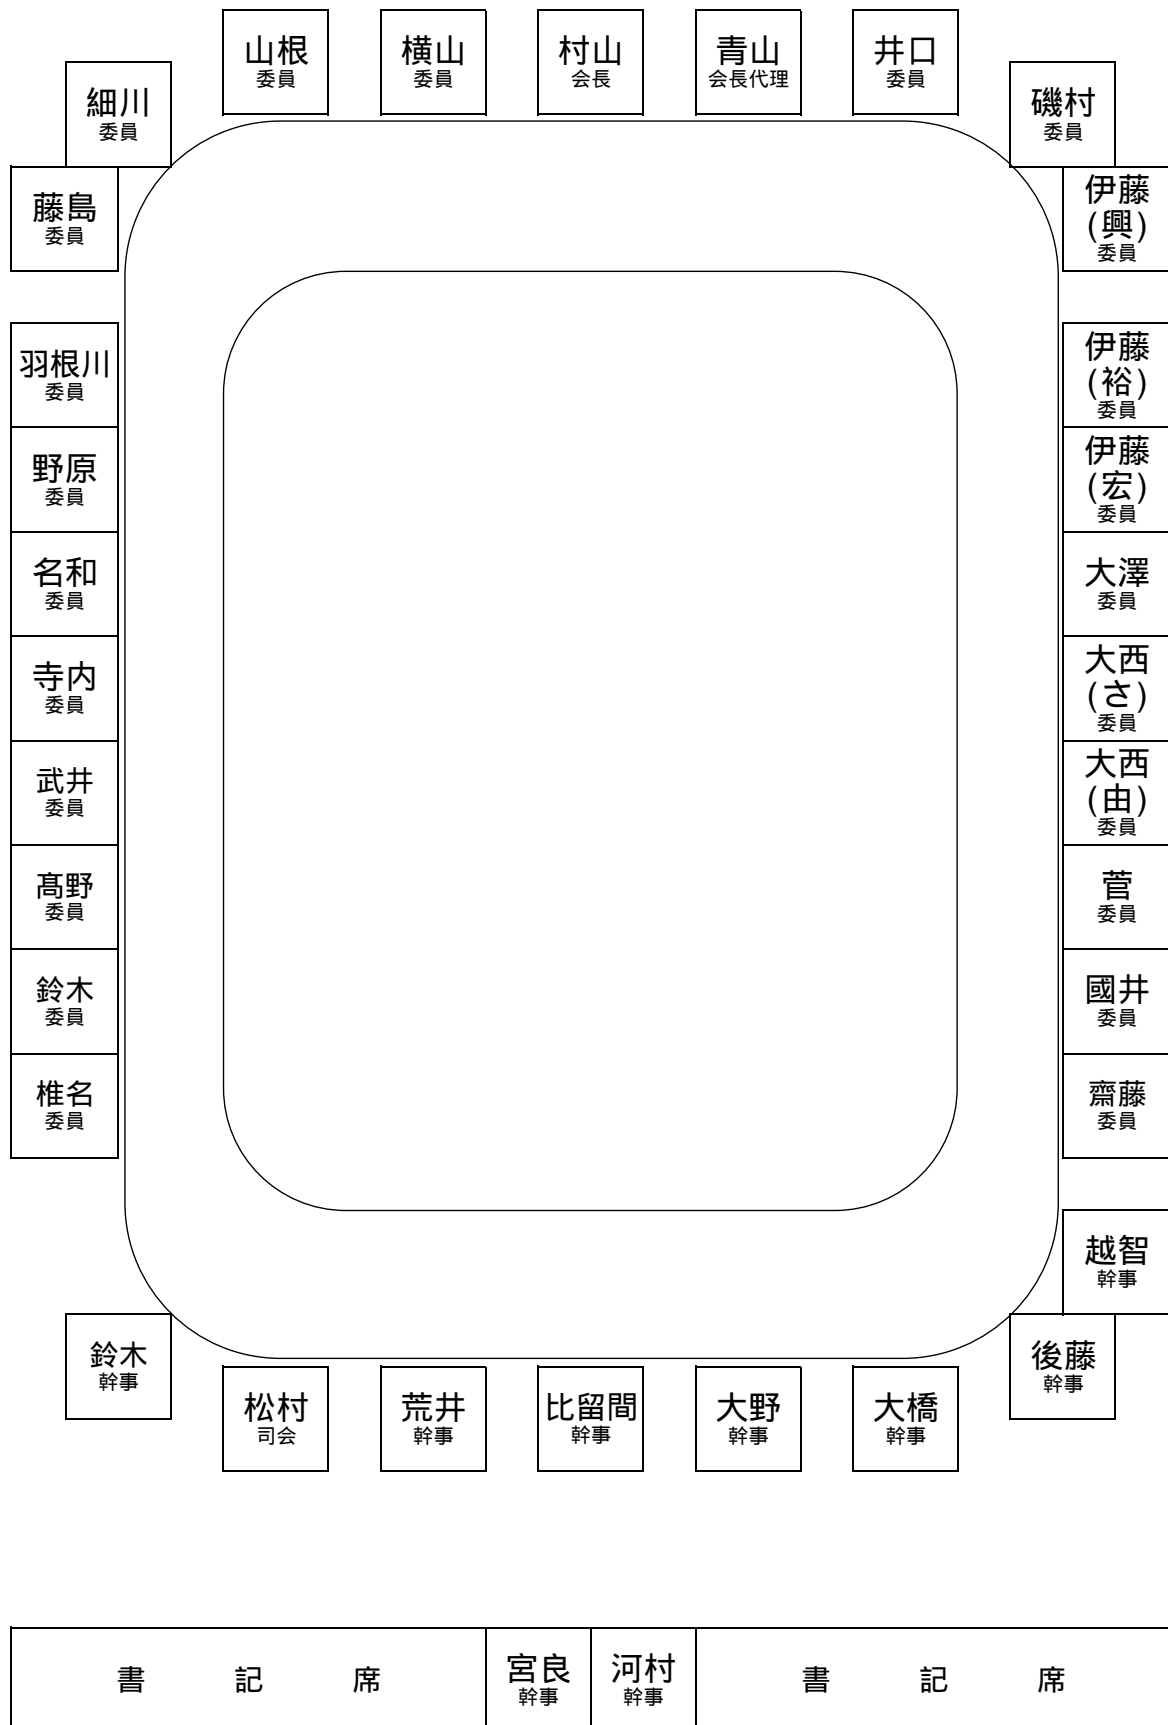 山根
委員
横山
委員
村山
会長
青山
会長代理
井口
委員
細川
委員
磯村
委員
藤島
委員
伊藤
(興)
委員
羽根川
委員
伊藤
(裕)
委員
野原
委員
伊藤
(宏)
委員
名和
委員
大澤
委員
寺内
委員
大西
(さ)
委員
武井
委員
大西
(由)
委員
髙野
委員
菅
委員
鈴木
委員
國井
委員
椎名
委員
齋藤
委員
越智
幹事
鈴木
幹事
後藤
幹事
松村
司会
荒井
幹事
比留間
幹事
大野
幹事
大橋
幹事
書 記 席
宮良
幹事
河村
幹事
書 記 席